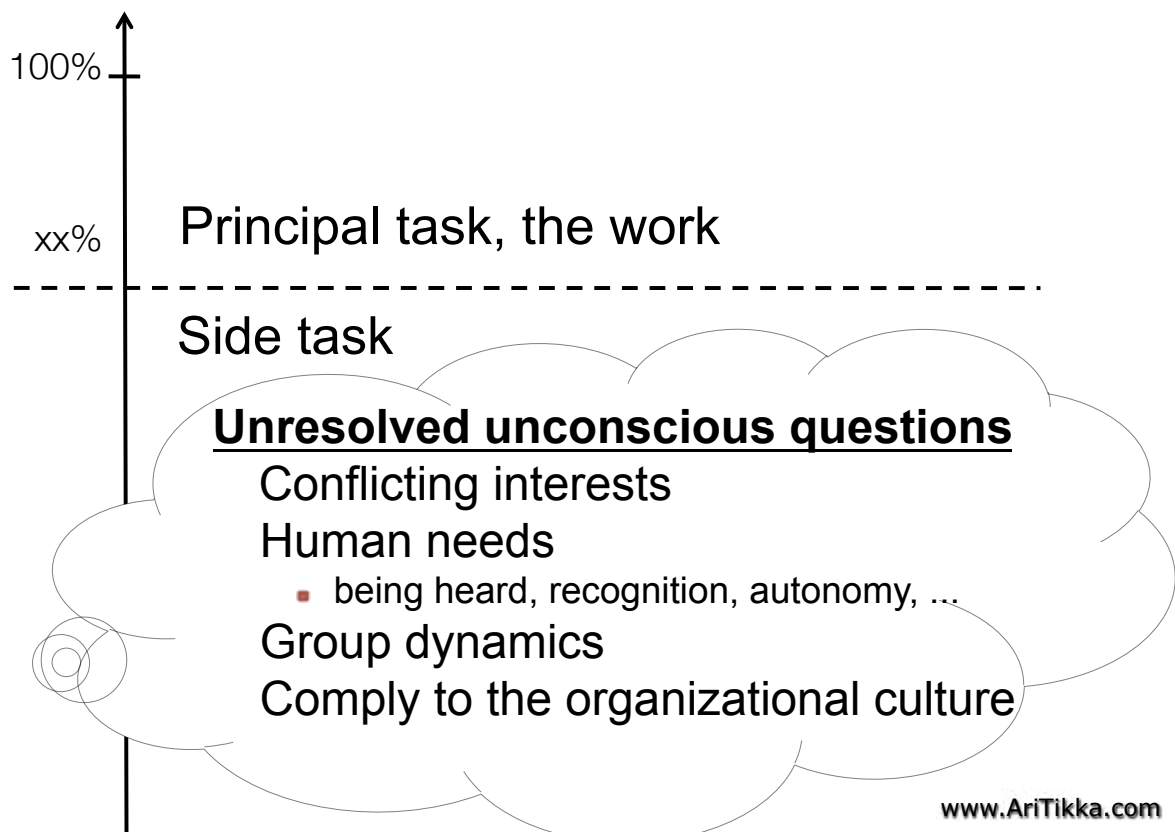 100%
xx%
Principal task, the work
Side task
Unresolved unconscious questions
Conflicting interests
Human needs
▪ being heard, recognition, autonomy, ...
Group dynamics
Comply to the organizational culture
www.AriTikka.com